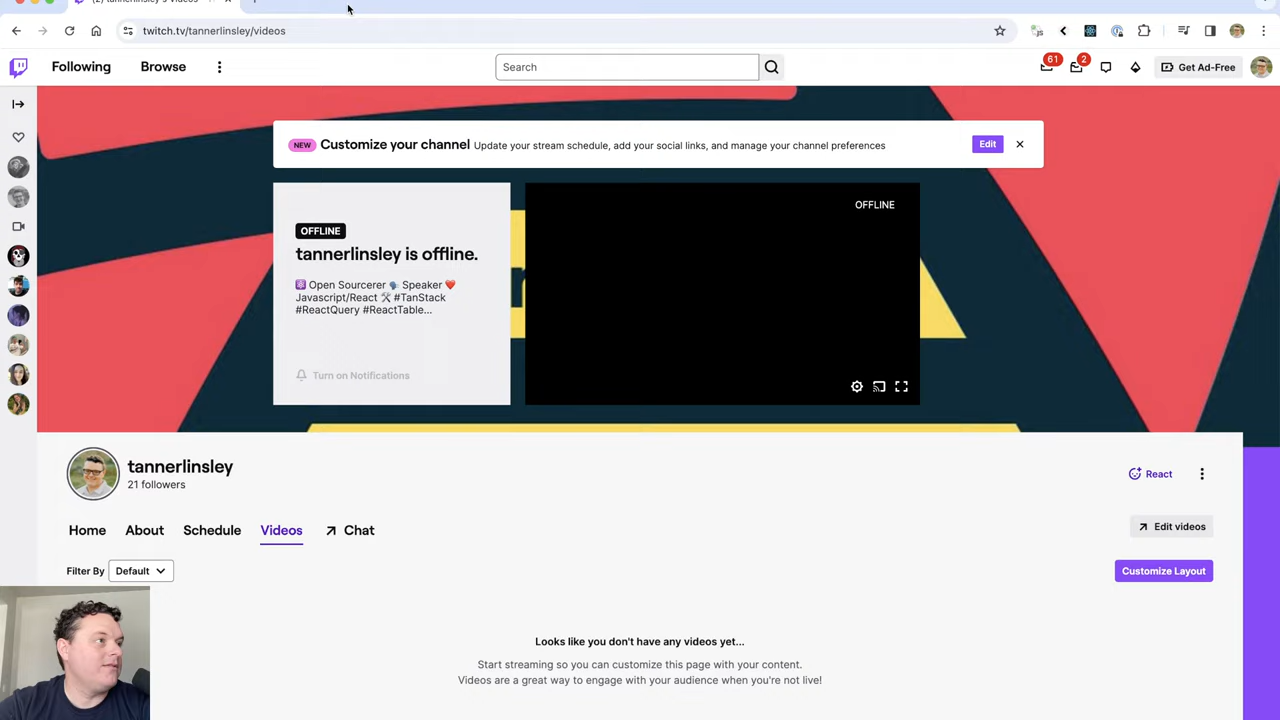 (2) tannerlinsley's Videos
twitch.tv/tannerlinsley/videos
Following
Browse
Search
61
2
Get Ad-Free
NEW Customize your channel Update your stream schedule, add your social links, and manage your channel preferences
Edit
OFFLINE
OFFLINE
tannerlinsley is offline.
⚛️ Open Sourcerer 🗣 Speaker ❤️
Javascript/React 🛠 #TanStack
#ReactQuery #ReactTable...
Turn on Notifications
tannerlinsley
21 followers
React
Home
About
Schedule
Videos
Chat
Edit videos
Filter By
Default
Customize Layout
Looks like you don't have any videos yet...
Start streaming so you can customize this page with your content.
Videos are a great way to engage with your audience when you're not live!